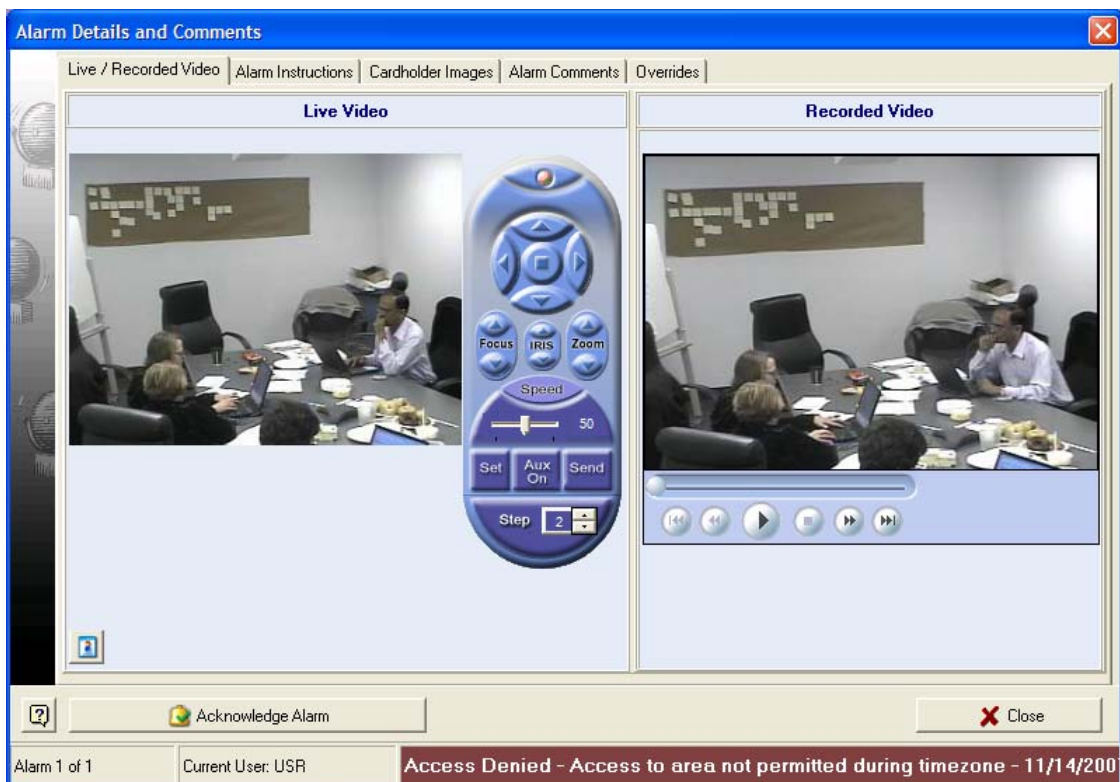 Alarm Details and Comments
Live / Recorded Video
Alarm Instructions
Cardholder Images
Alarm Comments
Overrides
Live Video
Recorded Video
Focus
IRIS
Zoom
Speed
50
Set
Aux On
Send
Step
2
Acknowledge Alarm
Close
Alarm 1 of 1
Current User: USR
Access Denied - Access to area not permitted during timezone - 11/14/200